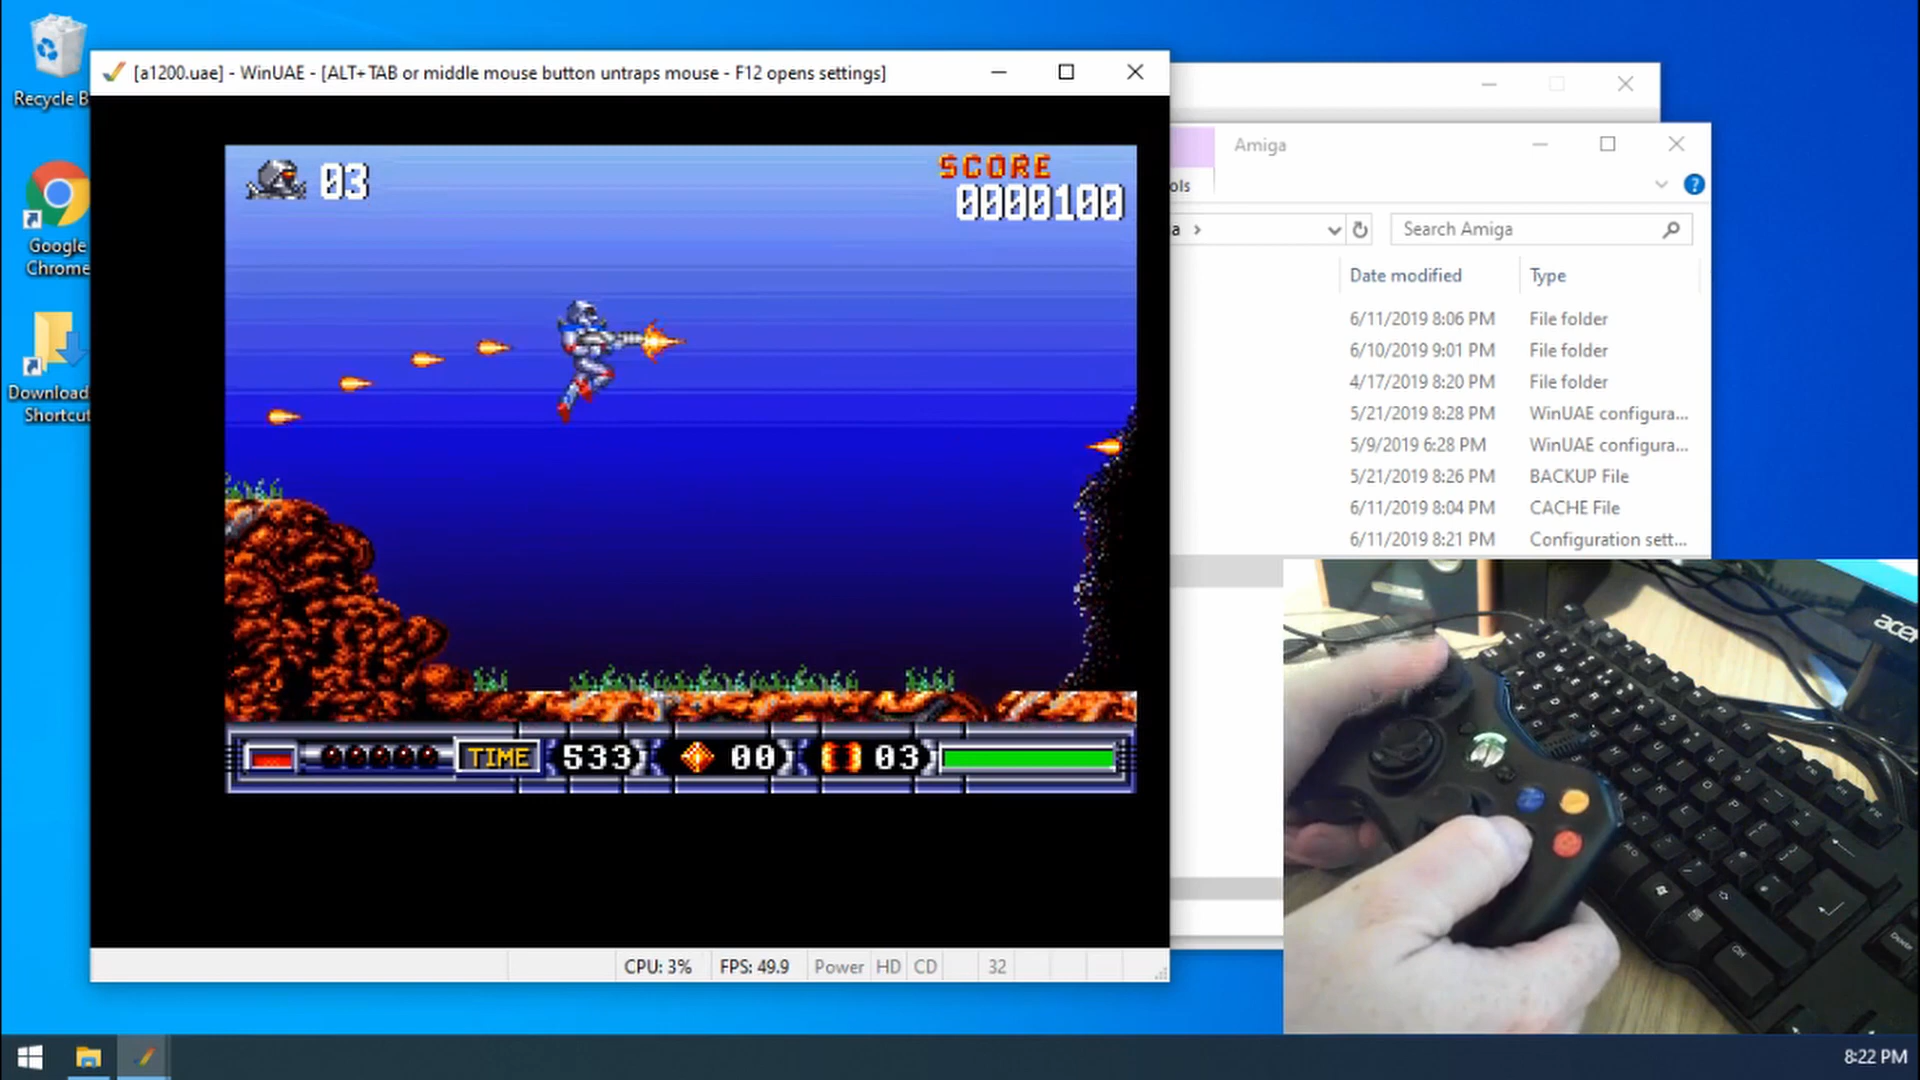 Recycle B
Google
Chrome
Download
Shortcut
[a1200.uae] - WinUAE - [ALT+TAB or middle mouse button untraps mouse - F12 opens settings]
03
SCORE
0000100
TIME 533 00 03
CPU: 3% FPS: 49.9 Power HD CD 32
Amiga
ols
a
Search Amiga
Date modified Type
6/11/2019 8:06 PM File folder
6/10/2019 9:01 PM File folder
4/17/2019 8:20 PM File folder
5/21/2019 8:28 PM WinUAE configura...
5/9/2019 6:28 PM WinUAE configura...
5/21/2019 8:26 PM BACKUP File
6/11/2019 8:04 PM CACHE File
6/11/2019 8:21 PM Configuration sett...
acer
Ctrl
8:22 PM